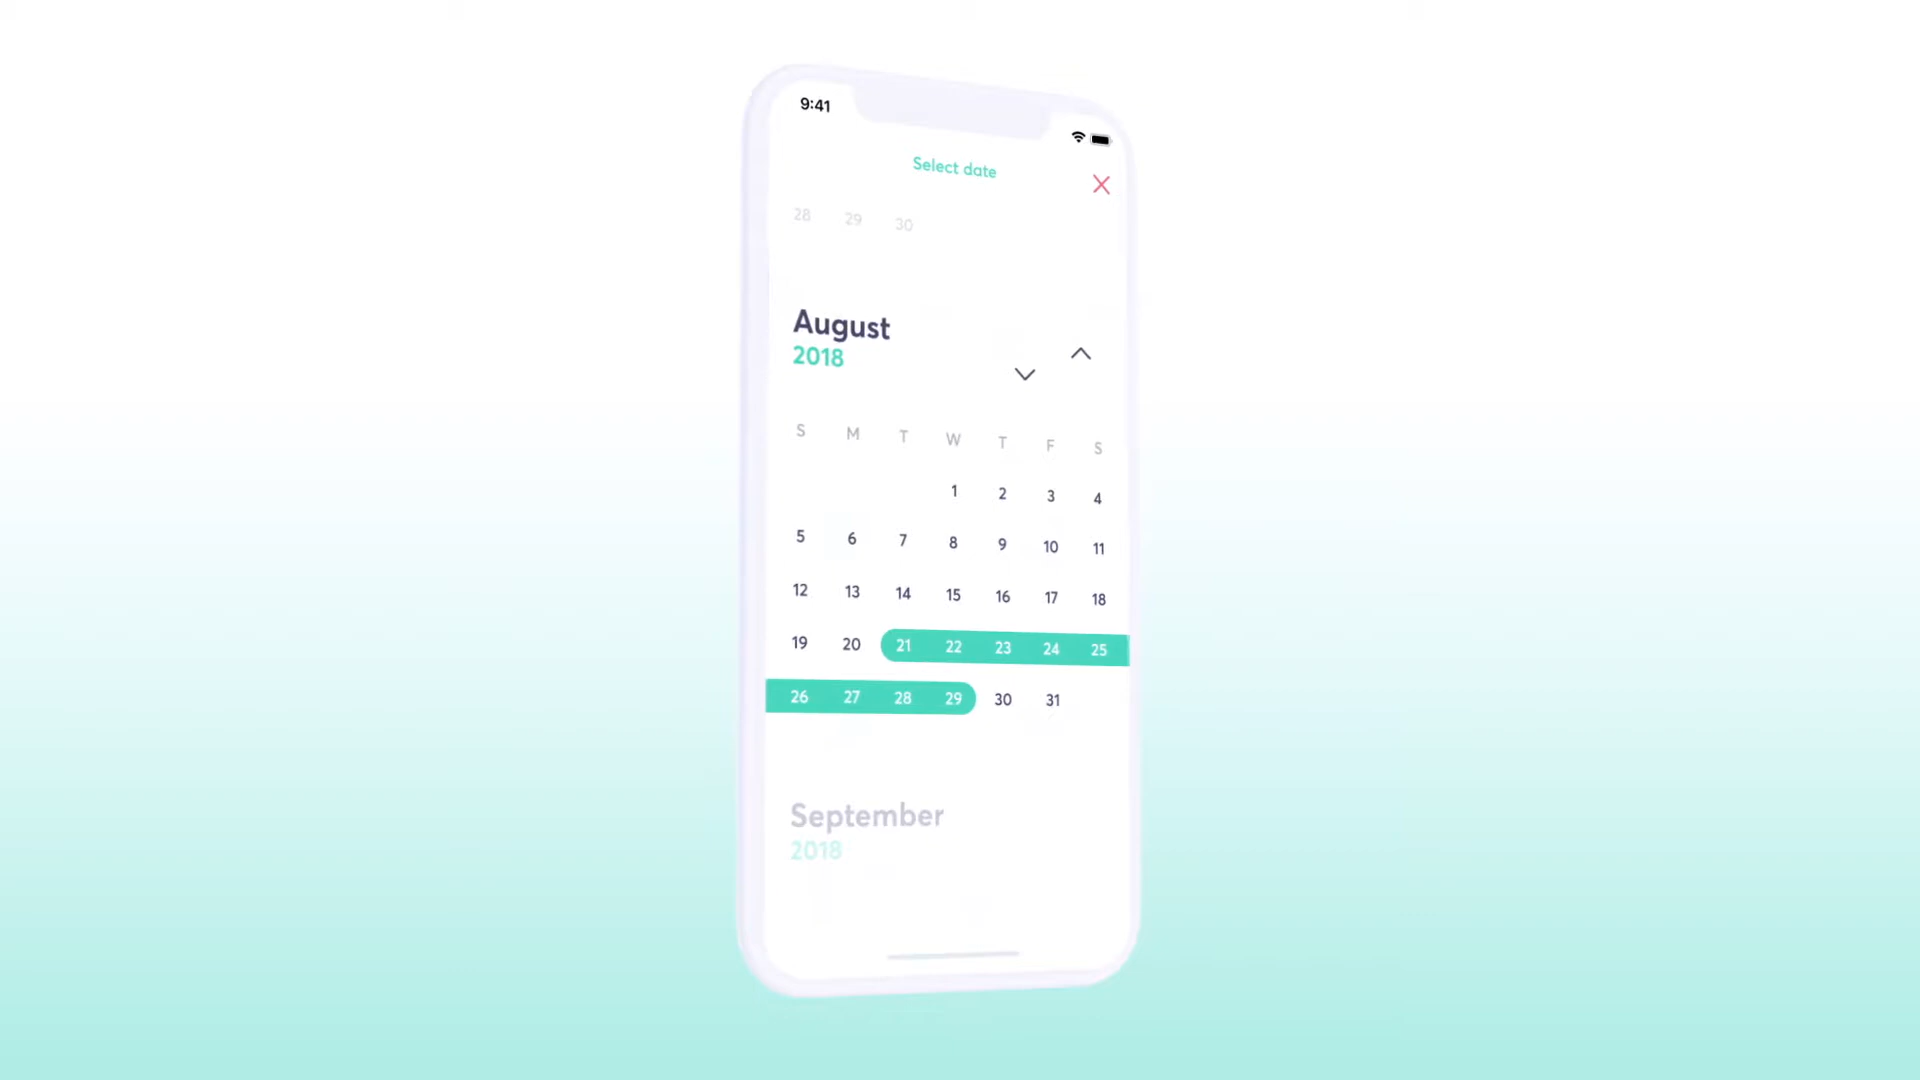 9:41
Select date
28 29 30
August
2018
S M T W T F S
1 2 3 4
5 6 7 8 9 10 11
12 13 14 15 16 17 18
19 20 21 22 23 24 25
26 27 28 29 30 31
September
2018